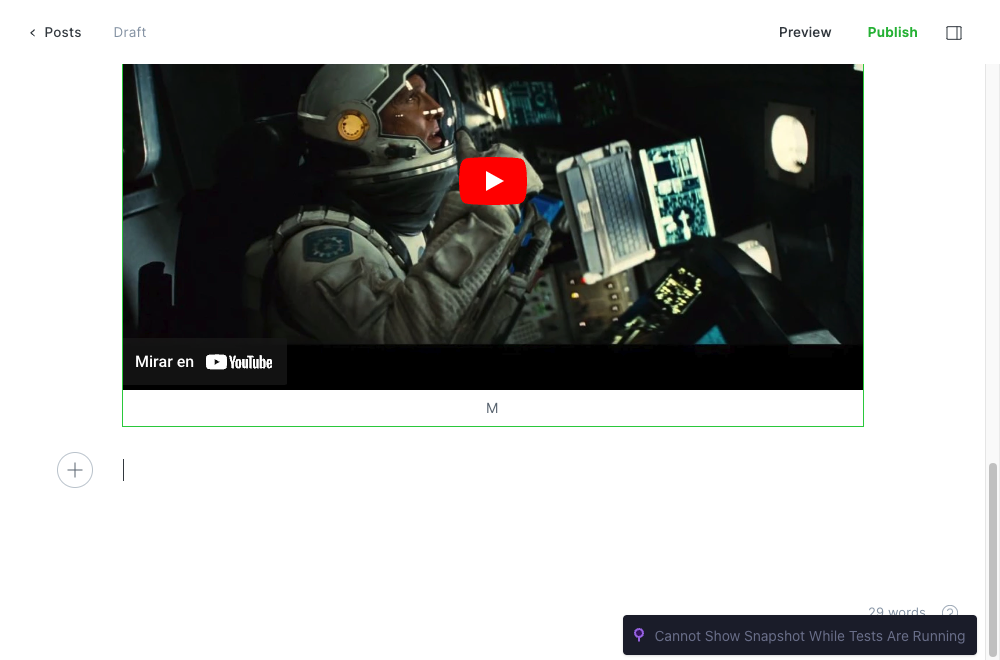 Posts
Draft
Preview
Publish
Mirar en YouTube
M
29 words
Cannot Show Snapshot While Tests Are Running